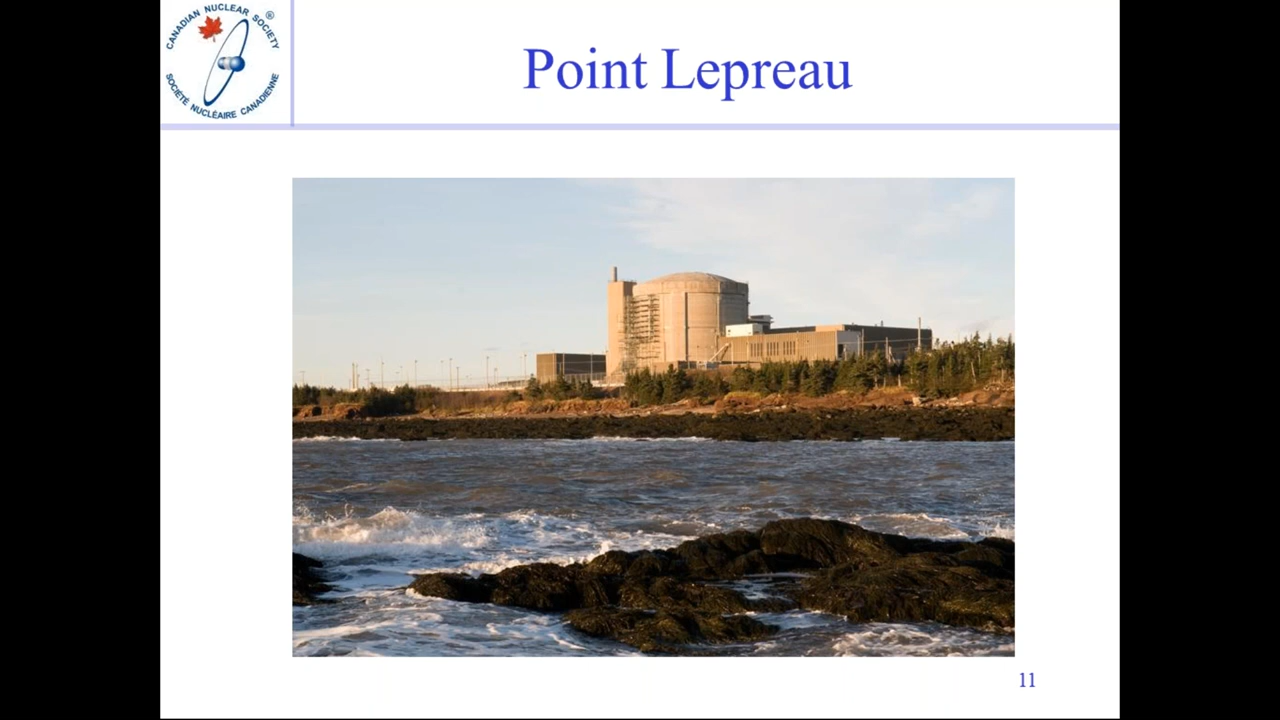 CANADIAN NUCLEAR SOCIETY ®
SOCIÉTÉ NUCLÉAIRE CANADIENNE
Point Lepreau
11